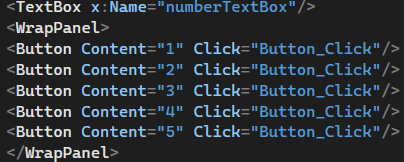 <TextBox x:Name="numberTextBox"/>
<WrapPanel>
<Button Content="1" Click="Button_Click"/>
<Button Content="2" Click="Button_Click"/>
<Button Content="3" Click="Button_Click"/>
<Button Content="4" Click="Button_Click"/>
<Button Content="5" Click="Button_Click"/>
</WrapPanel>